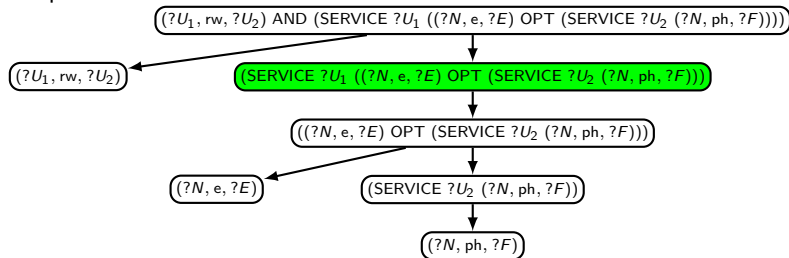 (?U₁, rw, ?U₂) AND (SERVICE ?U₁ ((?N, e, ?E) OPT (SERVICE ?U₂ (?N, ph, ?F))))
(?U₁, rw, ?U₂)
(SERVICE ?U₁ ((?N, e, ?E) OPT (SERVICE ?U₂ (?N, ph, ?F)))
((?N, e, ?E) OPT (SERVICE ?U₂ (?N, ph, ?F)))
(?N, e, ?E)
(SERVICE ?U₂ (?N, ph, ?F))
(?N, ph, ?F)